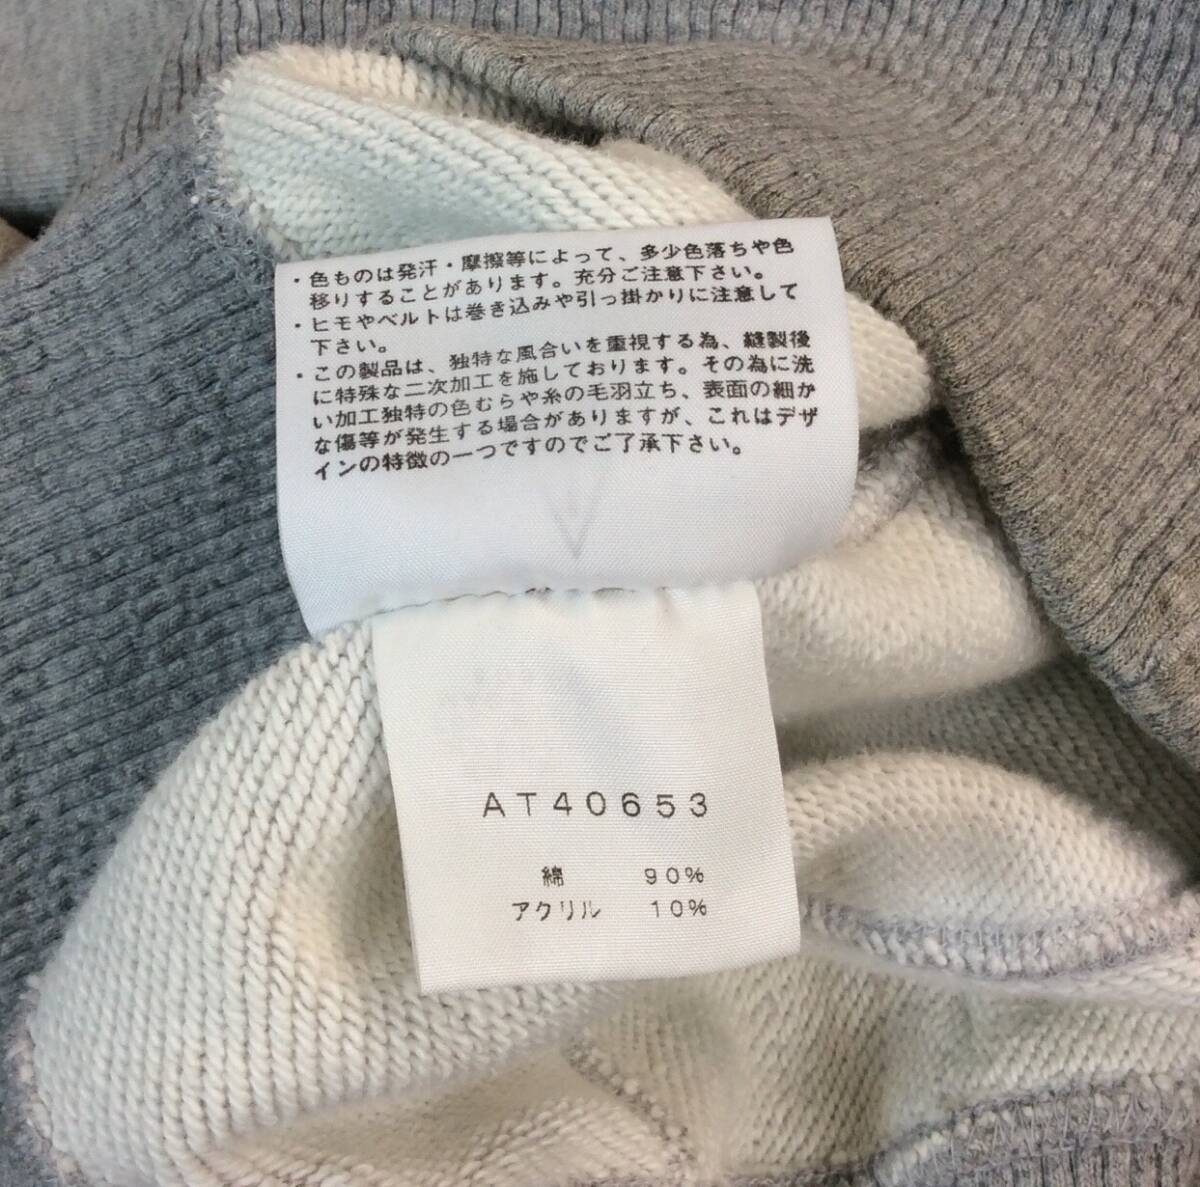 ・色ものは発汗・摩擦等によって、多少色落ちや色
移りすることがあります。充分ご注意下さい。
・ヒモやベルトは巻き込みや引っ掛かりに注意して
下さい。
・この製品は、独特な風合いを重視する為、縫製後
に特殊な二次加工を施しております。その為に洗
い加工独特の色むらや糸の毛羽立ち、表面の細か
な傷等が発生する場合がありますが、これはデザ
インの特徴の一つですのでご了承下さい。
AT40653
綿 90%
アクリル 10%